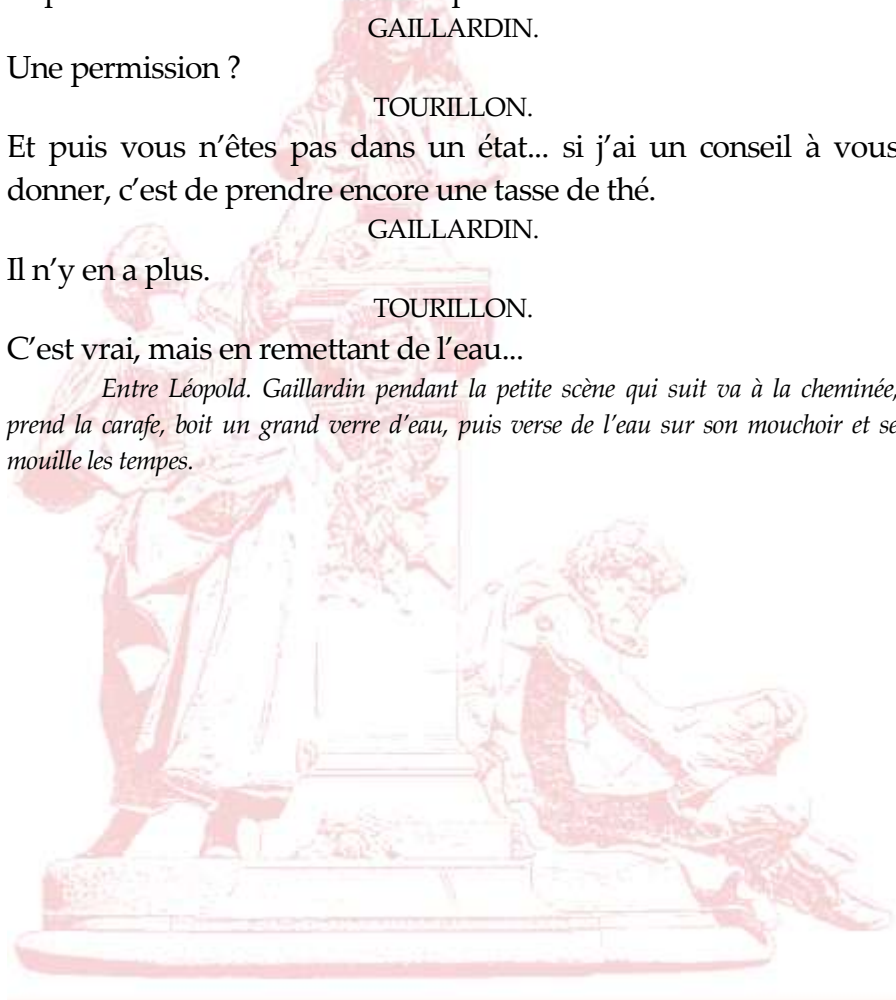 GAILLARDIN.
Une permission ?
TOURILLON.
Et puis vous n’êtes pas dans un état... si j’ai un conseil à vous
donner, c’est de prendre encore une tasse de thé.
GAILLARDIN.
Il n’y en a plus.
TOURILLON.
C’est vrai, mais en remettant de l’eau...
Entre Léopold. Gaillardin pendant la petite scène qui suit va à la cheminée,
prend la carafe, boit un grand verre d’eau, puis verse de l’eau sur son mouchoir et se
mouille les tempes.